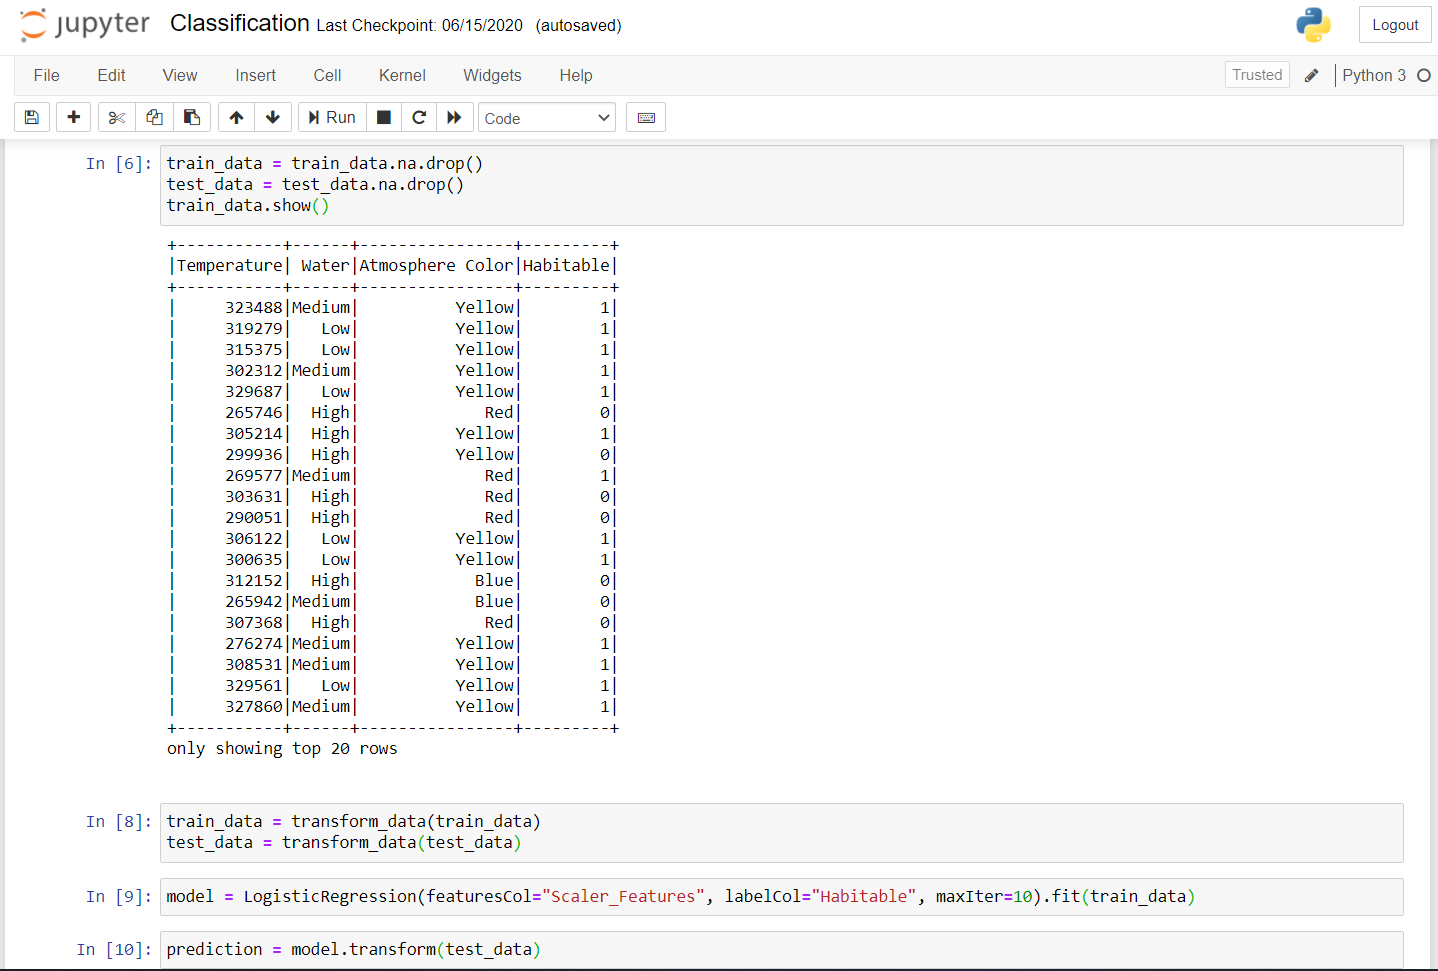 jupyter Classification Last Checkpoint: 06/15/2020 (autosaved) Logout
File Edit View Insert Cell Kernel Widgets Help Trusted Python 3
Run Code
In [6]: train_data = train_data.na.drop()
test_data = test_data.na.drop()
train_data.show()
+-----------+------+----------------+---------+
|Temperature| Water|Atmosphere Color|Habitable|
+-----------+------+----------------+---------+
|     323488|Medium|          Yellow|        1|
|     319279|   Low|          Yellow|        1|
|     315375|   Low|          Yellow|        1|
|     302312|Medium|          Yellow|        1|
|     329687|   Low|          Yellow|        1|
|     265746|  High|             Red|        0|
|     305214|  High|          Yellow|        1|
|     299936|  High|          Yellow|        0|
|     269577|Medium|             Red|        1|
|     303631|  High|             Red|        0|
|     290051|  High|             Red|        0|
|     306122|   Low|          Yellow|        1|
|     300635|   Low|          Yellow|        1|
|     312152|  High|            Blue|        0|
|     265942|Medium|            Blue|        0|
|     307368|  High|             Red|        0|
|     276274|Medium|          Yellow|        1|
|     308531|Medium|          Yellow|        1|
|     329561|   Low|          Yellow|        1|
|     327860|Medium|          Yellow|        1|
+-----------+------+----------------+---------+
only showing top 20 rows
In [8]: train_data = transform_data(train_data)
test_data = transform_data(test_data)
In [9]: model = LogisticRegression(featuresCol="Scaler_Features", labelCol="Habitable", maxIter=10).fit(train_data)
In [10]: prediction = model.transform(test_data)